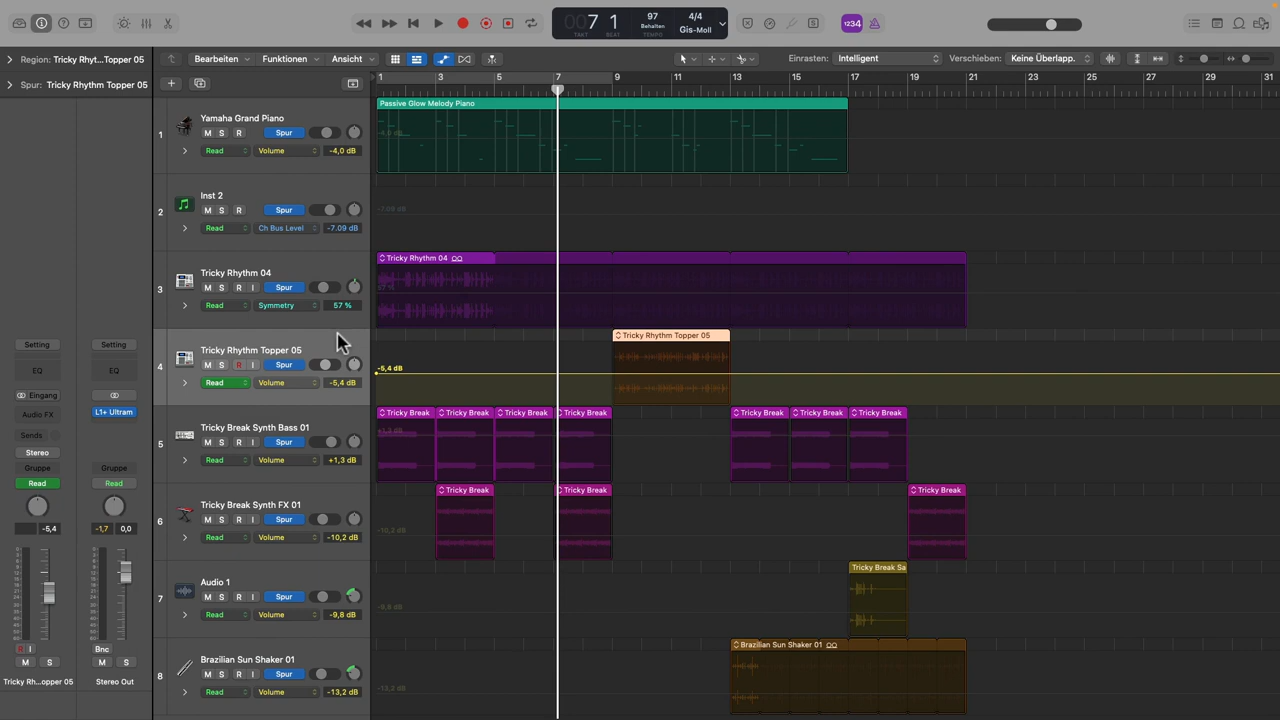 007 1 97 4/4
Behalten Gis-Moll
TAKT BEAT TEMPO
1234
Region: Tricky Rhyt...Topper 05
Bearbeiten Funktionen Ansicht Einrasten: Intelligent Verschieben: Keine Überlapp.
Spur: Tricky Rhythm Topper 05
1 3 5 7 9 11 13 15 17 19 21 23 25 27 29 31
1 Yamaha Grand Piano
M S R Spur
Read Volume -4,0 dB
Passive Glow Melody Piano
-4,0 dB
2 Inst 2
M S R Spur
Read Ch Bus Level -7.09 dB
-7.09 dB
3 Tricky Rhythm 04
M S R Spur
Read Symmetry 57 %
Tricky Rhythm 04
57 %
4 Tricky Rhythm Topper 05
M S R I Spur
Read Volume -5,4 dB
Tricky Rhythm Topper 05
-5,4 dB
5 Tricky Break Synth Bass 01
M S R I Spur
Read Volume +1,3 dB
Tricky Break Tricky Break Tricky Break Tricky Break Tricky Break Tricky Break Tricky Break
+1,3 dB
6 Tricky Break Synth FX 01
M S R I Spur
Read Volume -10,2 dB
Tricky Break Tricky Break Tricky Break
-10,2 dB
7 Audio 1
M S R I Spur
Read Volume -9,8 dB
Tricky Break Sa
-9,8 dB
8 Brazilian Sun Shaker 01
M S R I Spur
Read Volume -13,2 dB
Brazilian Sun Shaker 01
-13,2 dB
Setting Setting
EQ EQ
Eingang
Audio FX L1+ Ultram
Sends
Stereo
Gruppe Gruppe
Read Read
-5,4 -1,7 0,0
R I Bnc
M S M S
Tricky Rh...opper 05 Stereo Out